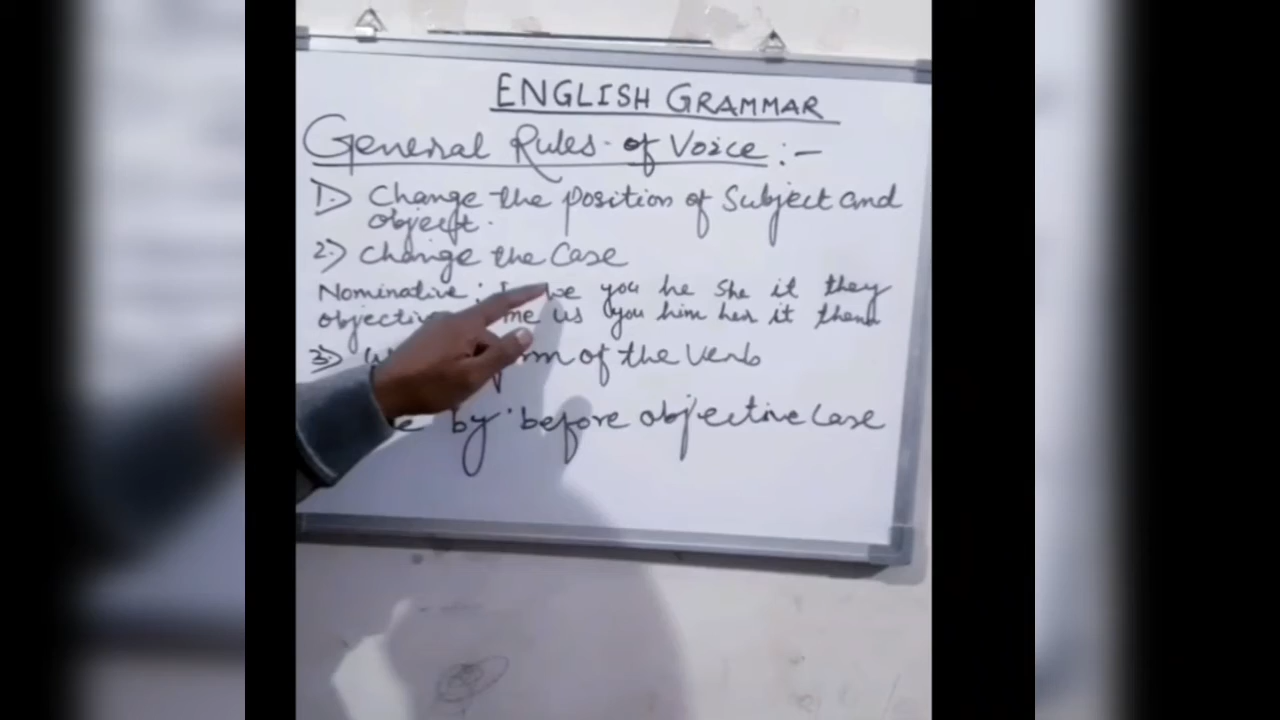 ENGLISH GRAMMAR
General Rules of Voice :-
1.) Change the position of Subject and
object.
2.) Change the Case
Nominative: I we you he She it they
objective me us you him her it them
3.) of the Verb
by before objective Case